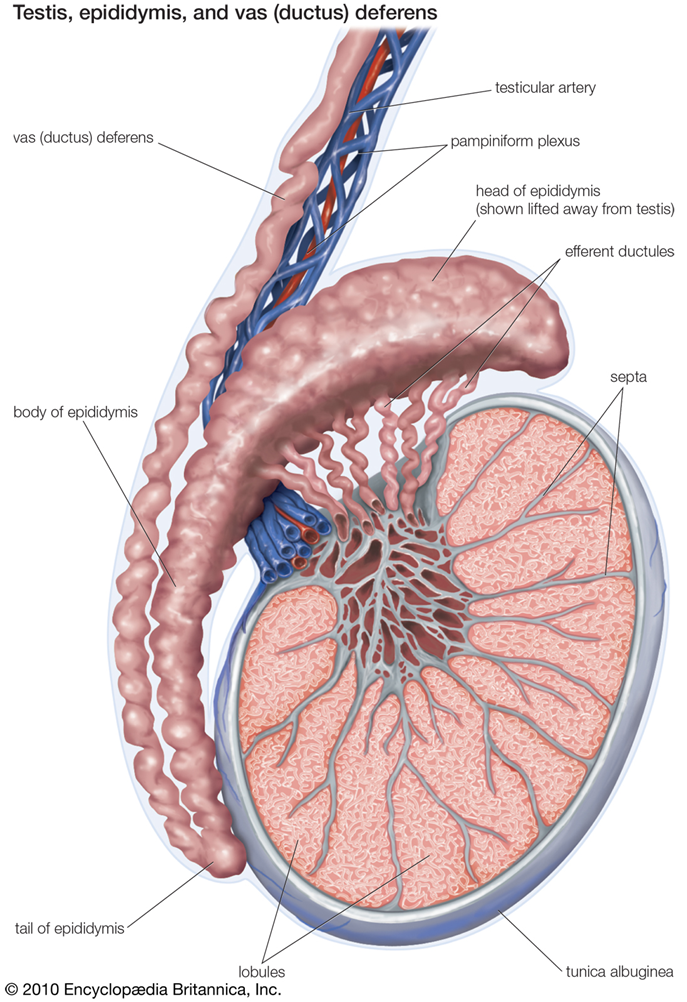 Testis, epididymis, and vas (ductus) deferens
testicular artery
vas (ductus) deferens
pampiniform plexus
head of epididymis
(shown lifted away from testis)
efferent ductules
septa
body of epididymis
tail of epididymis
lobules
tunica albuginea
© 2010 Encyclopædia Britannica, Inc.